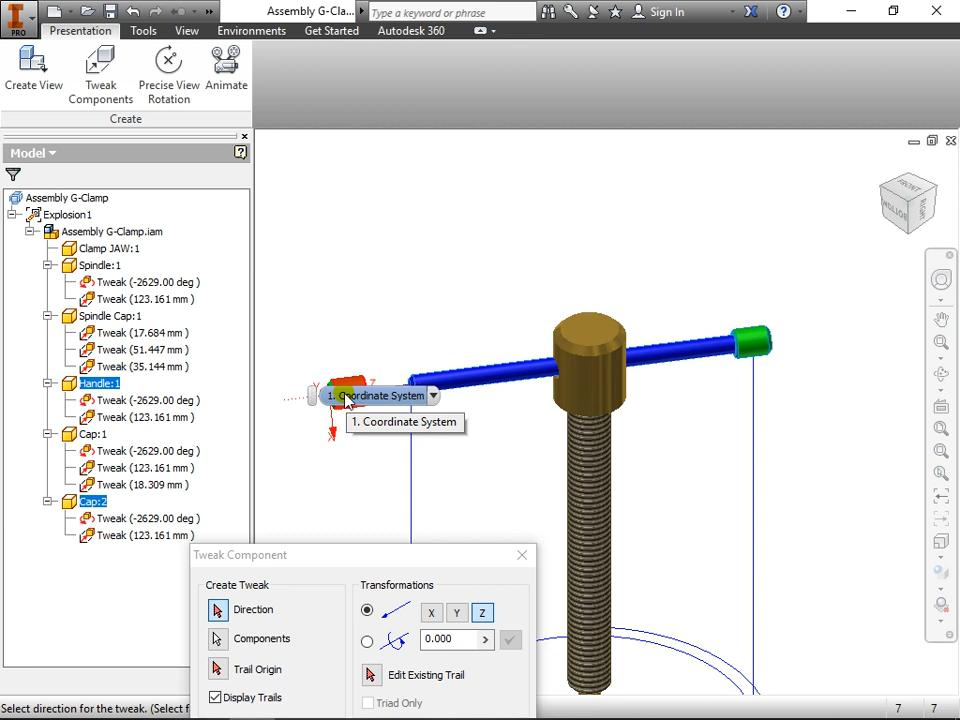 Assembly G-Cla...
Type a keyword or phrase
Sign In
PRO
Presentation
Tools
View
Environments
Get Started
Autodesk 360
Create View
Tweak Components
Precise View Rotation
Animate
Create
Model
Assembly G-Clamp
Explosion1
Assembly G-Clamp.iam
Clamp JAW:1
Spindle:1
Tweak (-2629.00 deg )
Tweak (123.161 mm )
Spindle Cap:1
Tweak (17.684 mm )
Tweak (51.447 mm )
Tweak (35.144 mm )
Handle:1
Tweak (-2629.00 deg )
Tweak (123.161 mm )
Cap:1
Tweak (-2629.00 deg )
Tweak (123.161 mm )
Tweak (18.309 mm )
Cap:2
Tweak (-2629.00 deg )
Tweak (123.161 mm )
FRONT
RIGHT
BOTTOM
Y
Z
X
1. Coordinate System
1. Coordinate System
Tweak Component
Create Tweak
Direction
Components
Trail Origin
Display Trails
Transformations
X
Y
Z
0.000
Edit Existing Trail
Triad Only
Select direction for the tweak. (Select f
7
7